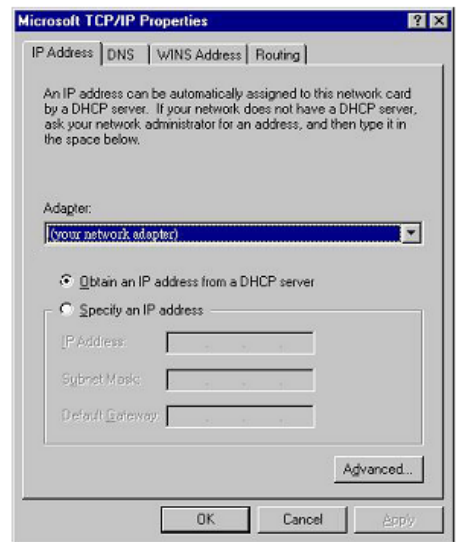 Microsoft TCP/IP Properties
IP Address DNS WINS Address Routing
An IP address can be automatically assigned to this network card
by a DHCP server. If your network does not have a DHCP server,
ask your network administrator for an address, and then type it in
the space below.
Adapter:
(your network adapter)
Obtain an IP address from a DHCP server
Specify an IP address
IP Address:
Subnet Mask:
Default Gateway:
Advanced...
OK Cancel Apply